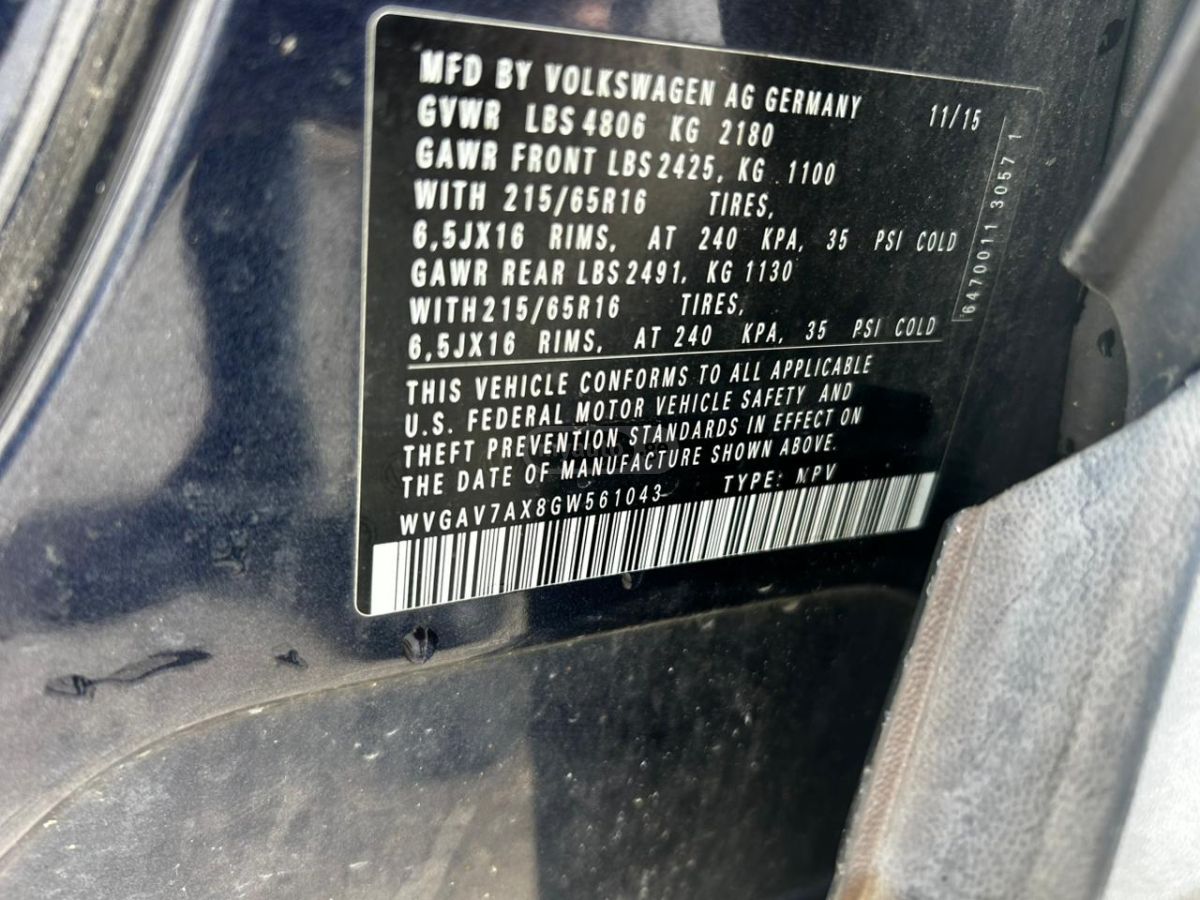 MFD BY VOLKSWAGEN AG GERMANY 11/15
GVWR LBS 4806 KG 2180
GAWR FRONT LBS 2425, KG 1100
WITH 215/65R16 TIRES,
6,5JX16 RIMS, AT 240 KPA, 35 PSI COLD
GAWR REAR LBS 2491, KG 1130
WITH 215/65R16 TIRES,
6,5JX16 RIMS, AT 240 KPA, 35 PSI COLD
THIS VEHICLE CONFORMS TO ALL APPLICABLE
U.S. FEDERAL MOTOR VEHICLE SAFETY AND
THEFT PREVENTION STANDARDS IN EFFECT ON
THE DATE OF MANUFACTURE SHOWN ABOVE.
WVGAV7AX8GW561043 TYPE: MPV
6470011 3057 1